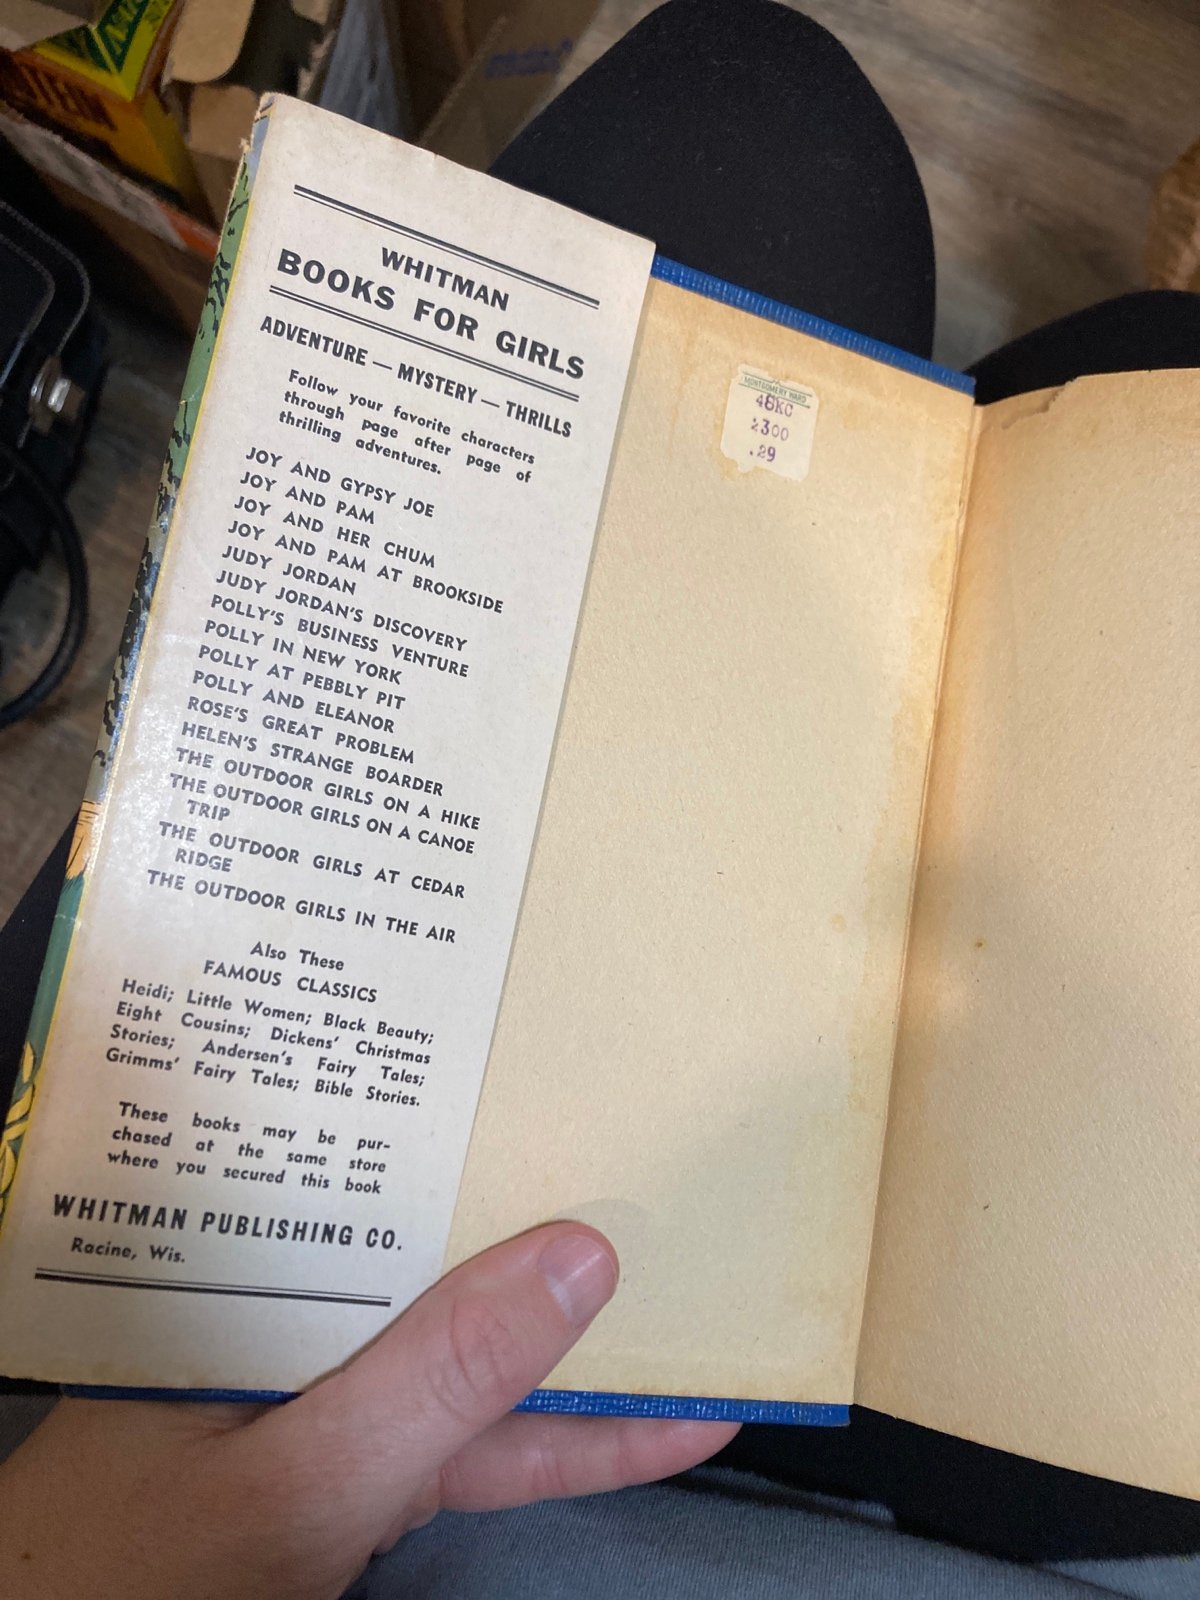 WHITMAN
BOOKS FOR GIRLS
ADVENTURE — MYSTERY — THRILLS
Follow your favorite characters
through page after page of
thrilling adventures.
JOY AND GYPSY JOE
JOY AND PAM
JOY AND HER CHUM
JOY AND PAM AT BROOKSIDE
JUDY JORDAN
JUDY JORDAN'S DISCOVERY
POLLY'S BUSINESS VENTURE
POLLY IN NEW YORK
POLLY AT PEBBLY PIT
POLLY AND ELEANOR
ROSE'S GREAT PROBLEM
HELEN'S STRANGE BOARDER
THE OUTDOOR GIRLS ON A HIKE
THE OUTDOOR GIRLS ON A CANOE
TRIP
THE OUTDOOR GIRLS AT CEDAR
RIDGE
THE OUTDOOR GIRLS IN THE AIR
Also These
FAMOUS CLASSICS
Heidi; Little Women; Black Beauty;
Eight Cousins; Dickens' Christmas
Stories; Andersen's Fairy Tales;
Grimms' Fairy Tales; Bible Stories.
These books may be pur-
chased at the same store
where you secured this book
WHITMAN PUBLISHING CO.
Racine, Wis.
MONTGOMERY WARD
48KC
2300
.29